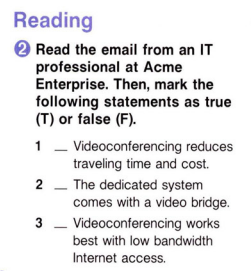 Reading
2 Read the email from an IT
professional at Acme
Enterprise. Then, mark the
following statements as true
(T) or false (F).
1 __ Videoconferencing reduces
traveling time and cost.
2 __ The dedicated system
comes with a video bridge.
3 __ Videoconferencing works
best with low bandwidth
Internet access.